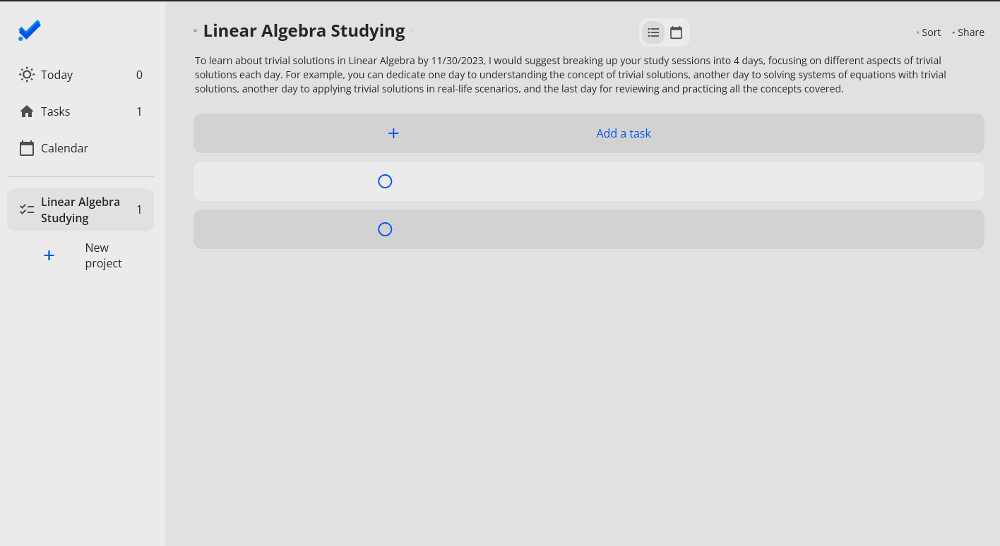 Today 0
Tasks 1
Calendar
Linear Algebra
Studying 1
New
project
Linear Algebra Studying
Sort Share
To learn about trivial solutions in Linear Algebra by 11/30/2023, I would suggest breaking up your study sessions into 4 days, focusing on different aspects of trivial
solutions each day. For example, you can dedicate one day to understanding the concept of trivial solutions, another day to solving systems of equations with trivial
solutions, another day to applying trivial solutions in real-life scenarios, and the last day for reviewing and practicing all the concepts covered.
Add a task